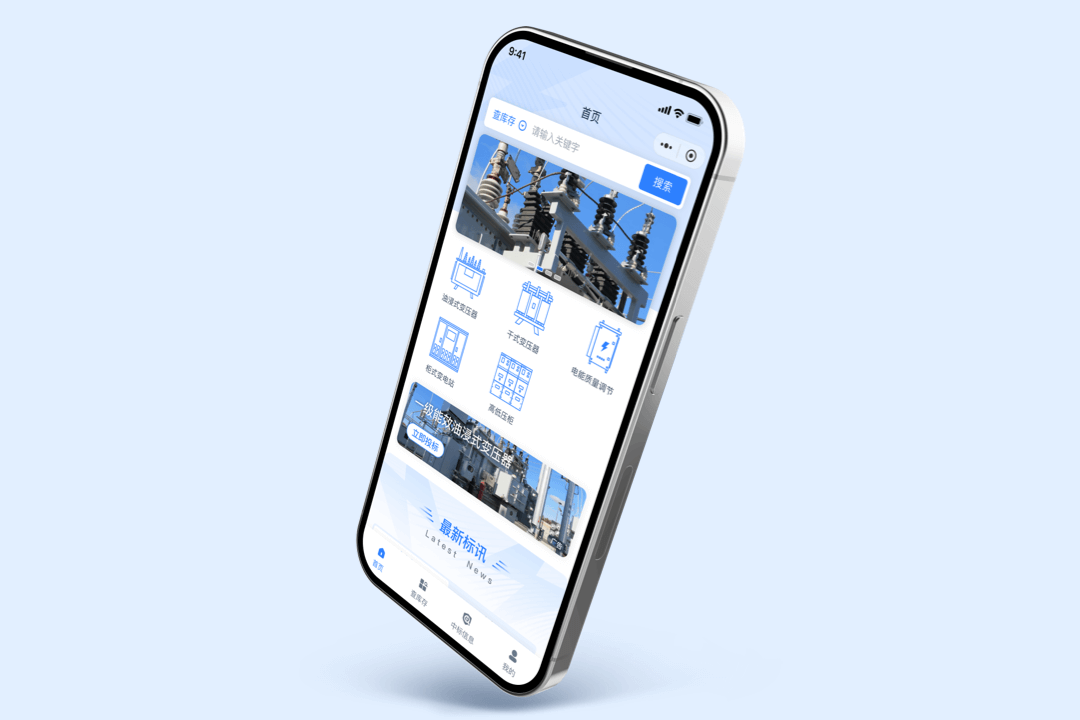 9:41
首页
查库存
请输入关键字
搜索
油浸式变压器
干式变压器
电能质量调节
柜式变电站
高低压柜
一级能效油浸式变压器
立即投标
广告
最新标讯
Latest News
首页
查库存
中标信息
我的